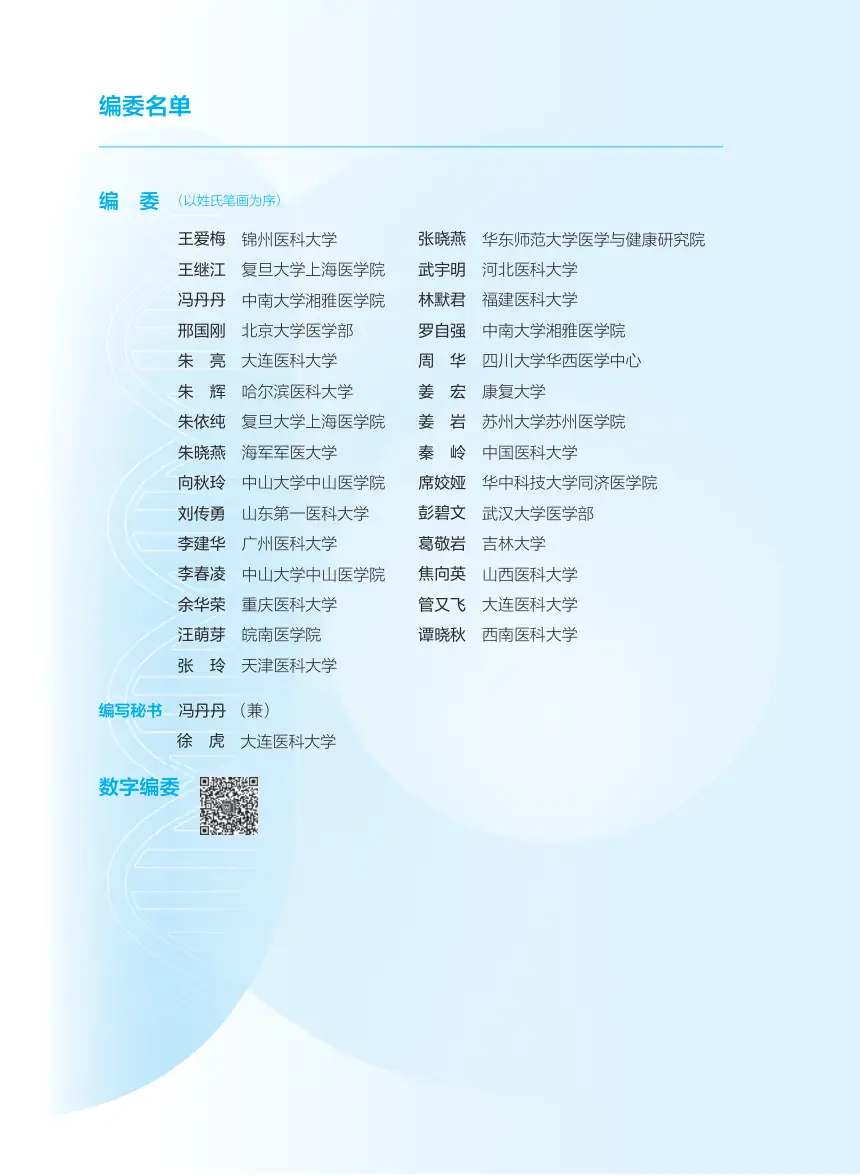 编委名单
编　委 （以姓氏笔画为序）
王爱梅　锦州医科大学
王继江　复旦大学上海医学院
冯丹丹　中南大学湘雅医学院
邢国刚　北京大学医学部
朱　亮　大连医科大学
朱　辉　哈尔滨医科大学
朱依纯　复旦大学上海医学院
朱晓燕　海军军医大学
向秋玲　中山大学中山医学院
刘传勇　山东第一医科大学
李建华　广州医科大学
李春凌　中山大学中山医学院
余华荣　重庆医科大学
汪萌芽　皖南医学院
张　玲　天津医科大学
张晓燕　华东师范大学医学与健康研究院
武宇明　河北医科大学
林默君　福建医科大学
罗自强　中南大学湘雅医学院
周　华　四川大学华西医学中心
姜　宏　康复大学
姜　岩　苏州大学苏州医学院
秦　岭　中国医科大学
席姣娅　华中科技大学同济医学院
彭碧文　武汉大学医学部
葛敬岩　吉林大学
焦向英　山西医科大学
管又飞　大连医科大学
谭晓秋　西南医科大学
编写秘书　冯丹丹（兼）
徐　虎　大连医科大学
数字编委